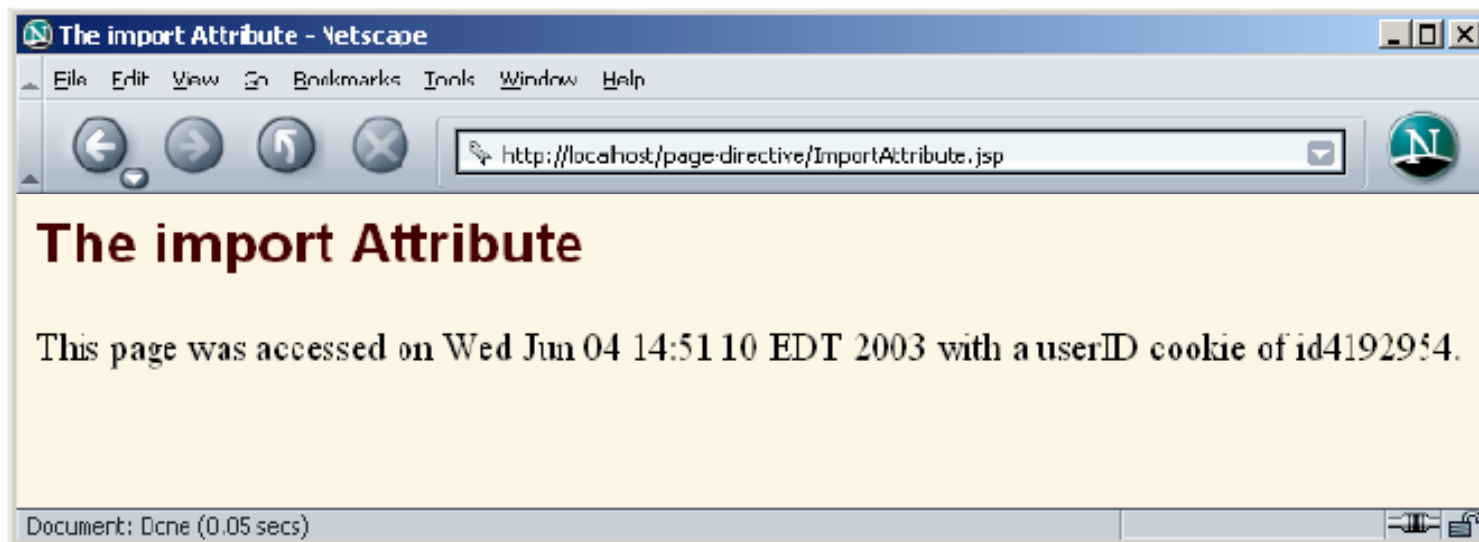 The import Attribute - Netscape
File Edit View Go Bookmarks Tools Window Help
http://localhost/page-directive/ImportAttribute.jsp
N
The import Attribute
This page was accessed on Wed Jun 04 14:51:10 EDT 2003 with a userID cookie of
Document: Done (0.05 secs)